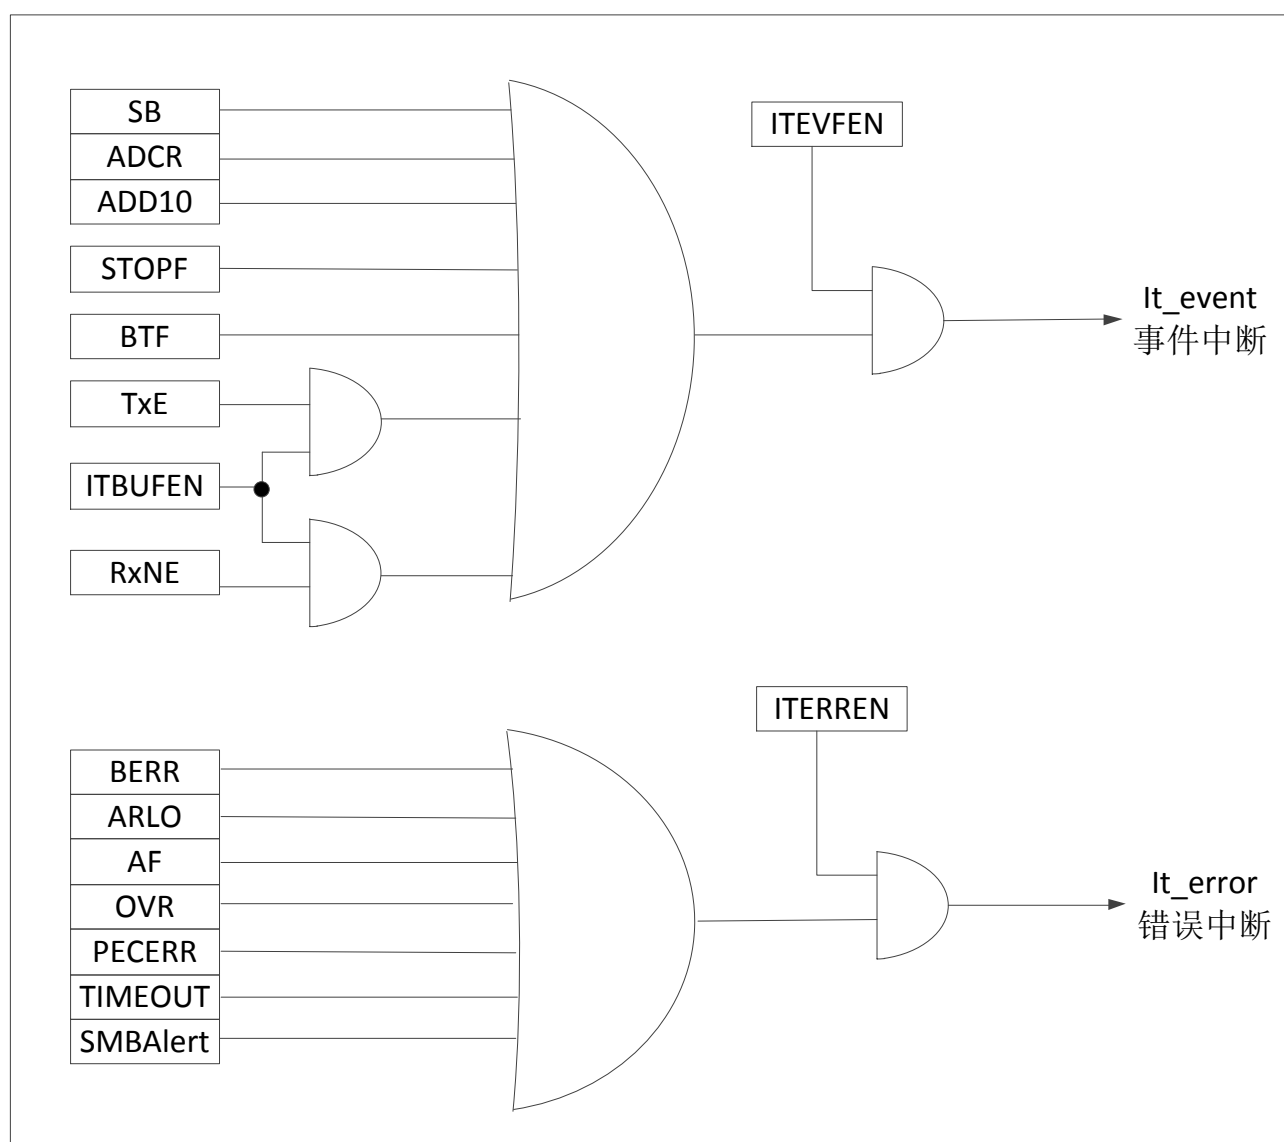 SB
ADCR
ADD10
STOPF
BTF
TxE
ITBUFEN
RxNE
ITEVFEN
It_event
事件中断
BERR
ARLO
AF
OVR
PECERR
TIMEOUT
SMBAlert
ITERREN
It_error
错误中断